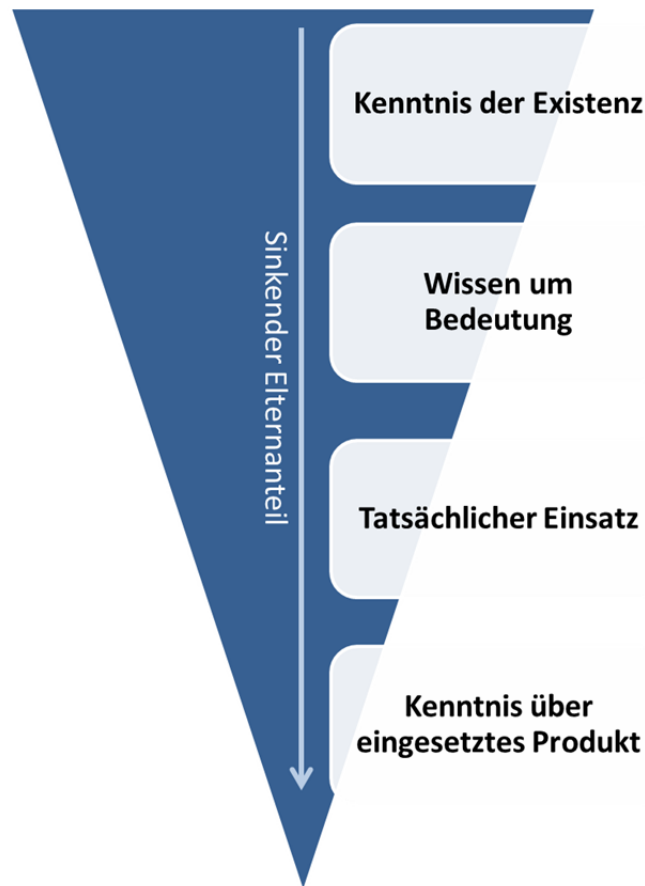 Kenntnis der Existenz
Wissen um
Bedeutung
Sinkender Elternanteil
Tatsächlicher Einsatz
Kenntnis über
eingesetztes Produkt